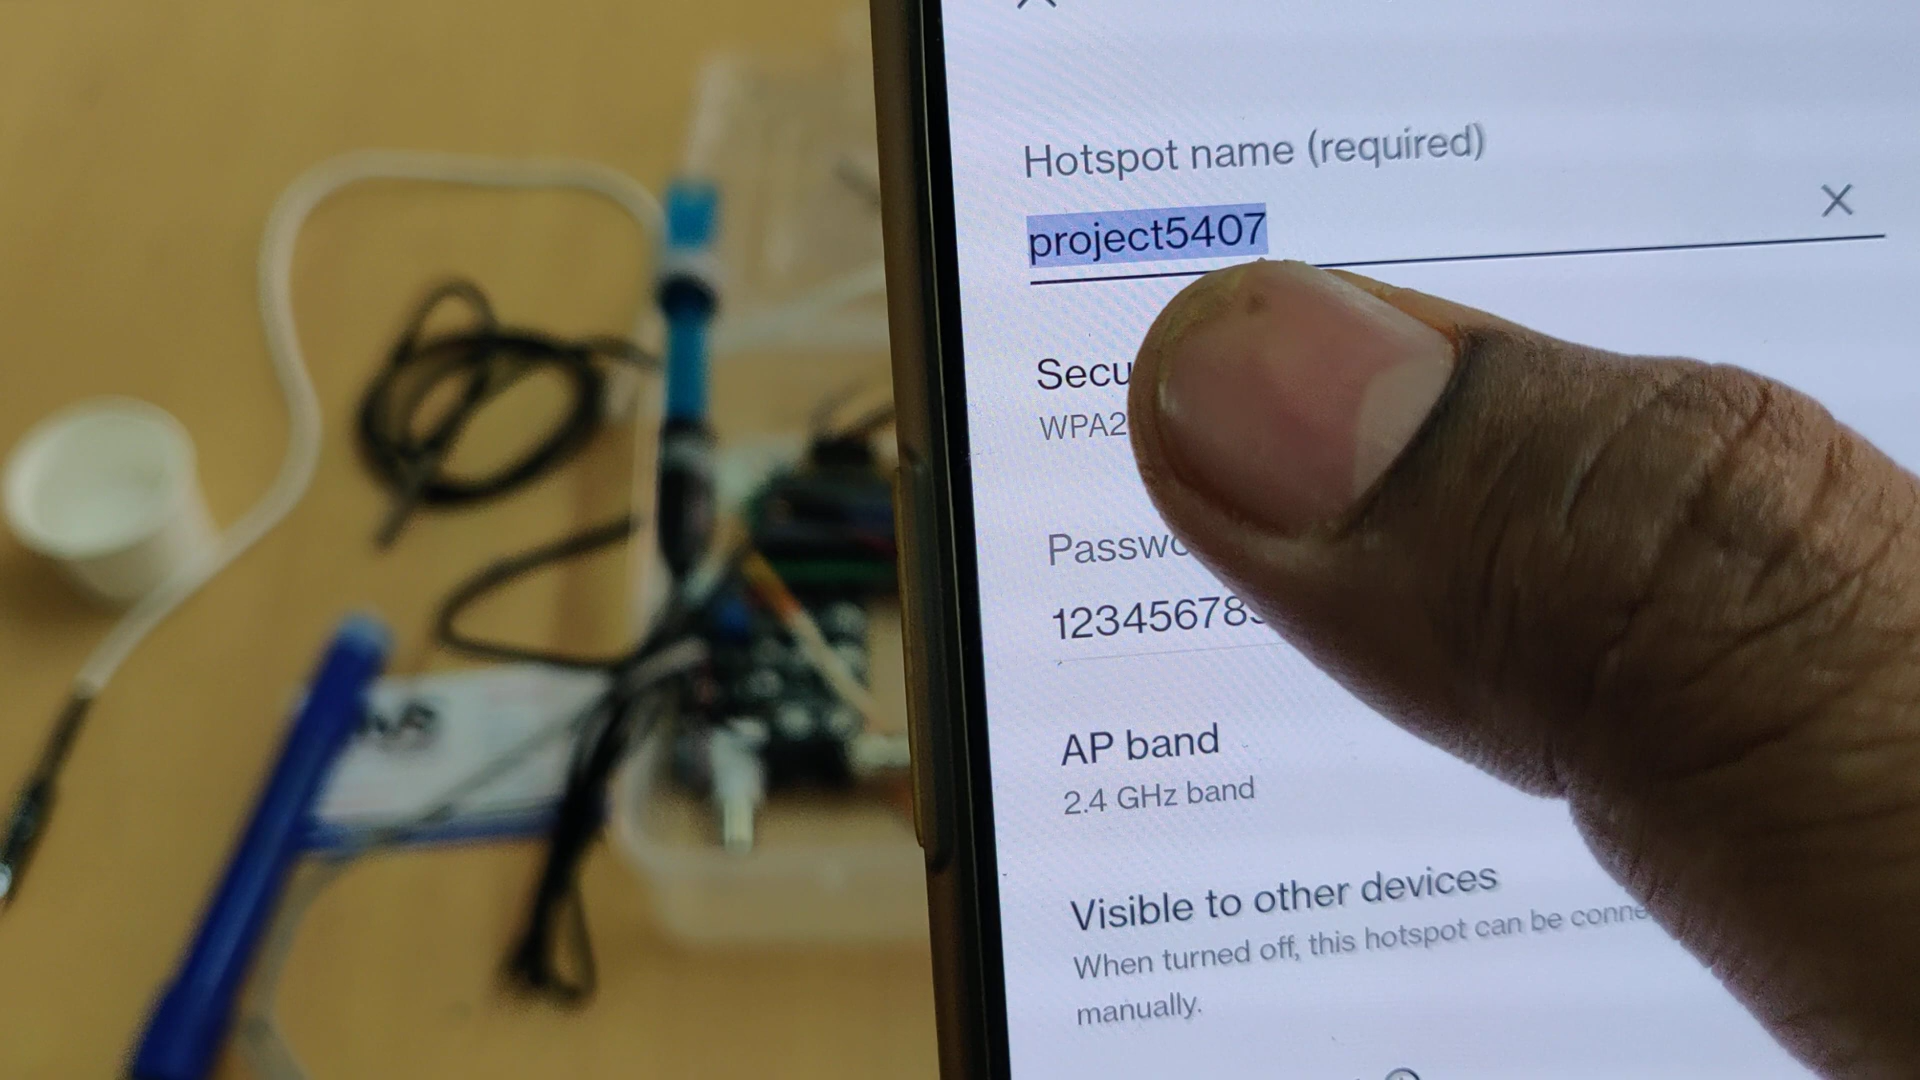 Hotspot name (required)
project5407
WPA2
12345678
AP band
2.4 GHz band
Visible to other devices
When turned off, this hotspot can be
manually.